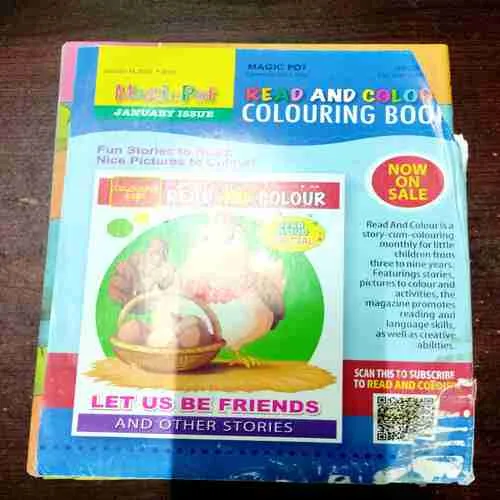 MAGIC POT
Magic Pot
JANUARY ISSUE
READ AND COLOR
COLOURING BOOK
Fun Stories to Read,
Nice Pictures to Colour!
READ AND COLOUR
LET US BE FRIENDS
AND OTHER STORIES
NOW
ON
SALE
Read And Colour is a
story-cum-colouring
monthly for little
children from
three to nine years.
Featurings stories,
pictures to colour and
activities, the
magazine promotes
reading and
language skills,
as well as creative
abilities.
SCAN THIS TO SUBSCRIBE
TO READ AND COLOUR